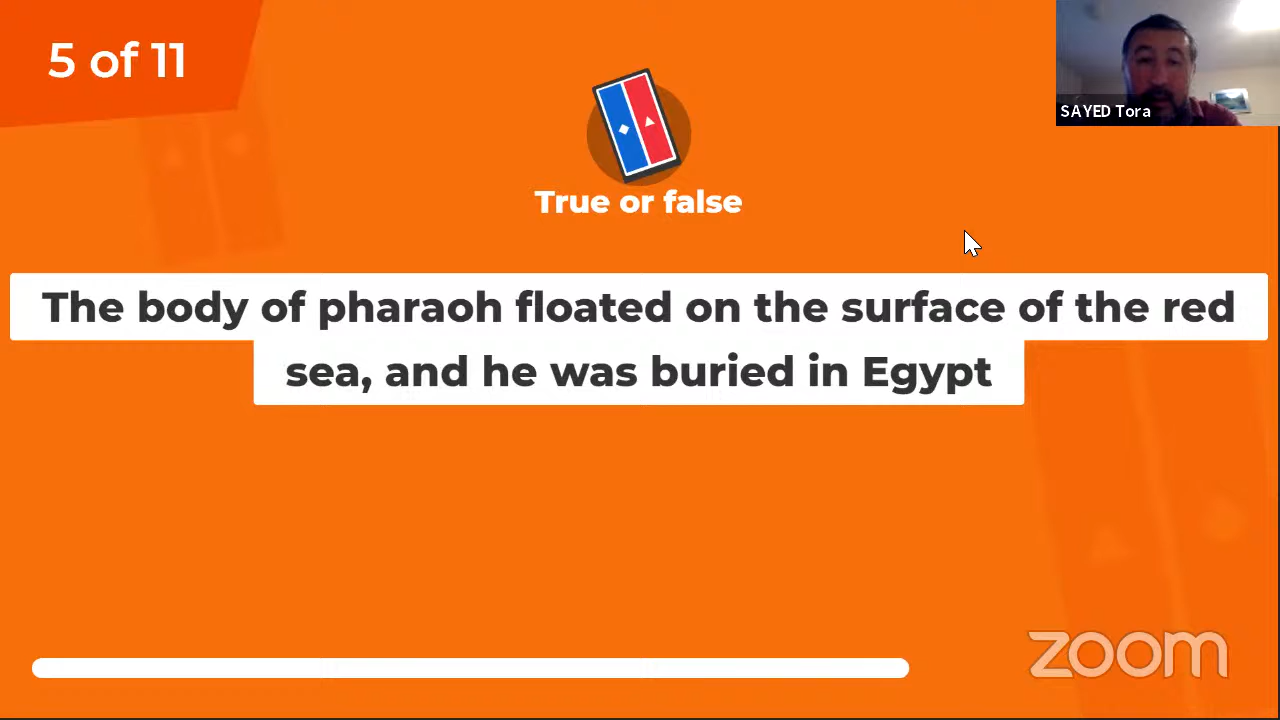 5 of 11
SAYED Tora
True or false
The body of pharaoh floated on the surface of the red
sea, and he was buried in Egypt
zoom